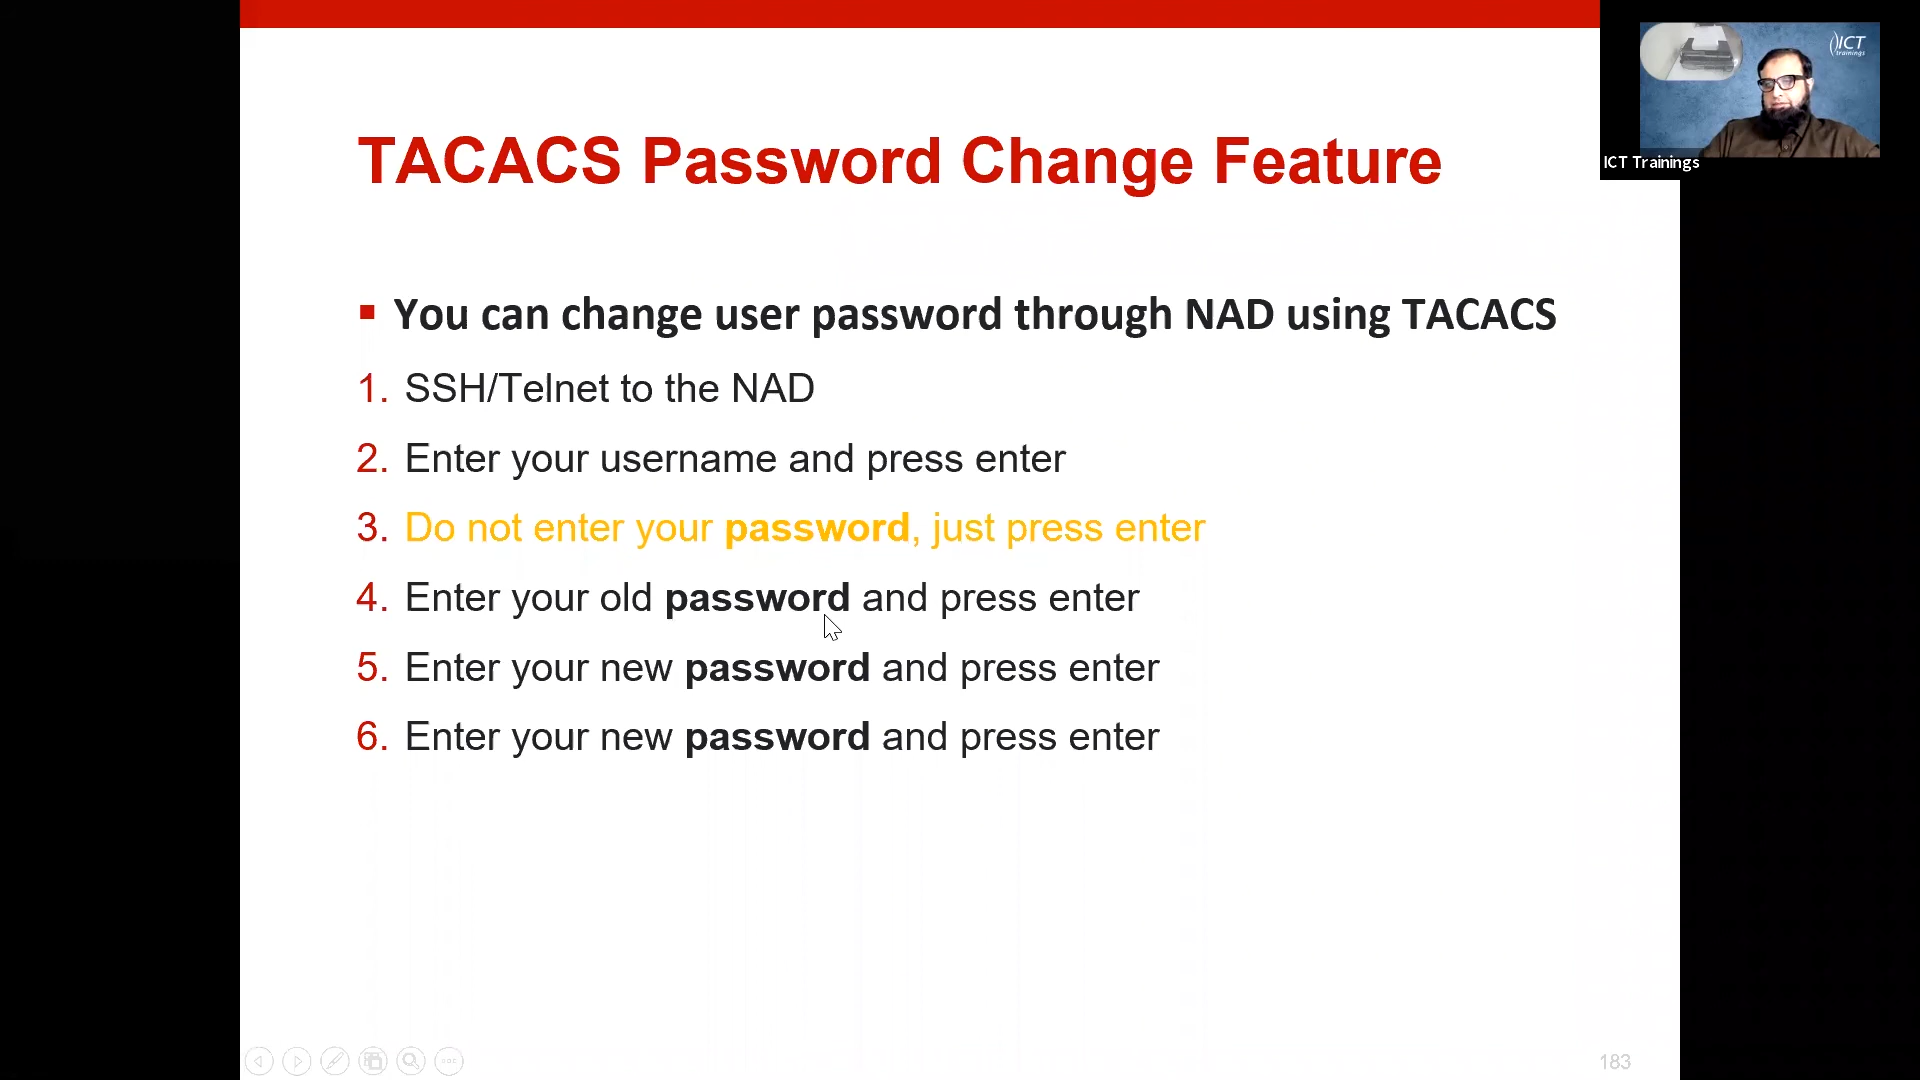 ICT
trainings
ICT Trainings
TACACS Password Change Feature
You can change user password through NAD using TACACS
1. SSH/Telnet to the NAD
2. Enter your username and press enter
3. Do not enter your password, just press enter
4. Enter your old password and press enter
5. Enter your new password and press enter
6. Enter your new password and press enter
183